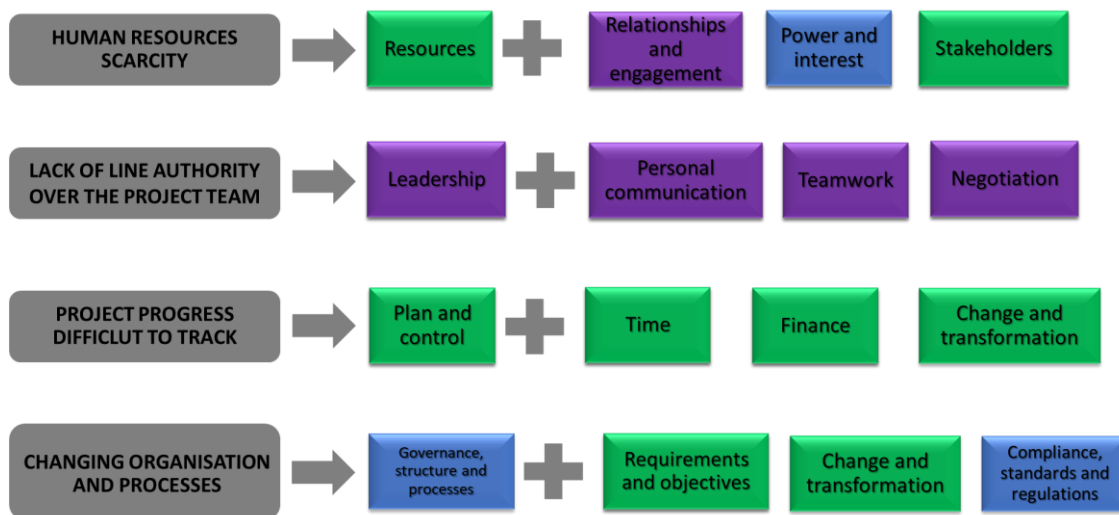 HUMAN RESOURCES
SCARCITY
Resources
Relationships
and
engagement
Power and
interest
Stakeholders
LACK OF LINE AUTHORITY
OVER THE PROJECT TEAM
Leadership
Personal
communication
Teamwork
Negotiation
PROJECT PROGRESS
DIFFICLUT TO TRACK
Plan and
control
Time
Finance
Change and
transformation
CHANGING ORGANISATION
AND PROCESSES
Governance,
structure and
processes
Requirements
and objectives
Change and
transformation
Compliance,
standards and
regulations